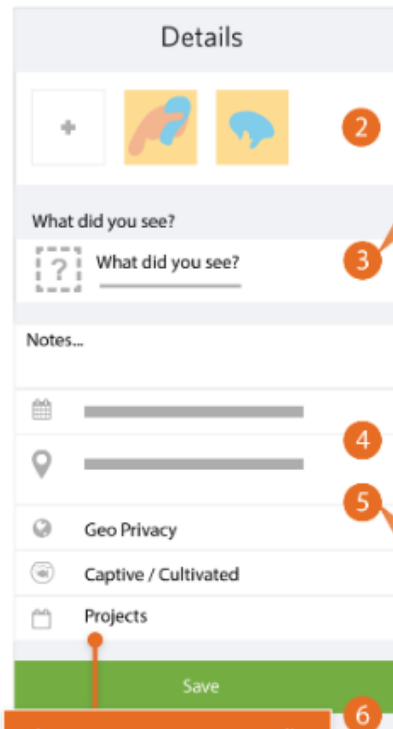 Details
2
What did you see?
3
? What did you see?
Notes...
4
5
Geo Privacy
Captive / Cultivated
Projects
Save
6